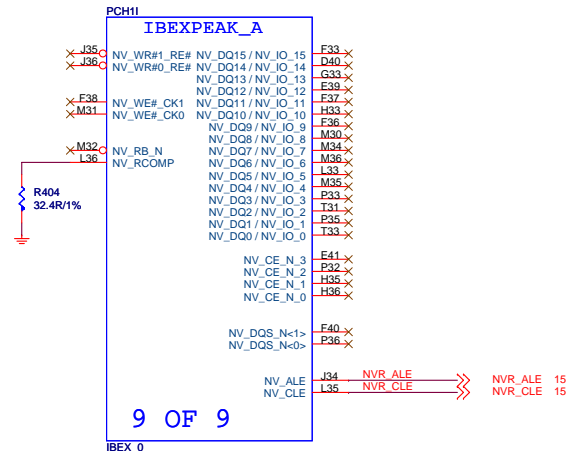 PCH1I
IBEXPEAK_A
J35 NV_WR#1_RE# NV_DQ15 / NV_IO_15 F33
J36 NV_WR#0_RE# NV_DQ14 / NV_IO_14 D40
NV_DQ13 / NV_IO_13 G33
NV_DQ12 / NV_IO_12 E39
F38 NV_WE#_CK1 NV_DQ11 / NV_IO_11 F37
M31 NV_WE#_CK0 NV_DQ10 / NV_IO_10 H33
NV_DQ9 / NV_IO_9 F36
NV_DQ8 / NV_IO_8 M30
M32 NV_RB_N NV_DQ7 / NV_IO_7 M34
L36 NV_RCOMP NV_DQ6 / NV_IO_6 M36
NV_DQ5 / NV_IO_5 L33
NV_DQ4 / NV_IO_4 M35
R404 NV_DQ3 / NV_IO_3 P33
32.4R/1% NV_DQ2 / NV_IO_2 T31
NV_DQ1 / NV_IO_1 P35
NV_DQ0 / NV_IO_0 T33
NV_CE_N_3 E41
NV_CE_N_2 P32
NV_CE_N_1 H35
NV_CE_N_0 H36
NV_DQS_N<1> F40
NV_DQS_N<0> P36
NV_ALE J34 NVR_ALE NVR_ALE 15
NV_CLE L35 NVR_CLE NVR_CLE 15
9 OF 9
IBEX_0